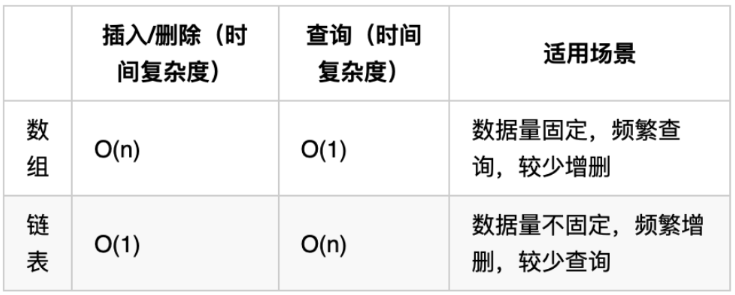 插入/删除（时
间复杂度）
查询（时间
复杂度）
适用场景
数
组
O(n)
O(1)
数据量固定，频繁查
询，较少增删
链
表
O(1)
O(n)
数据量不固定，频繁增
删，较少查询